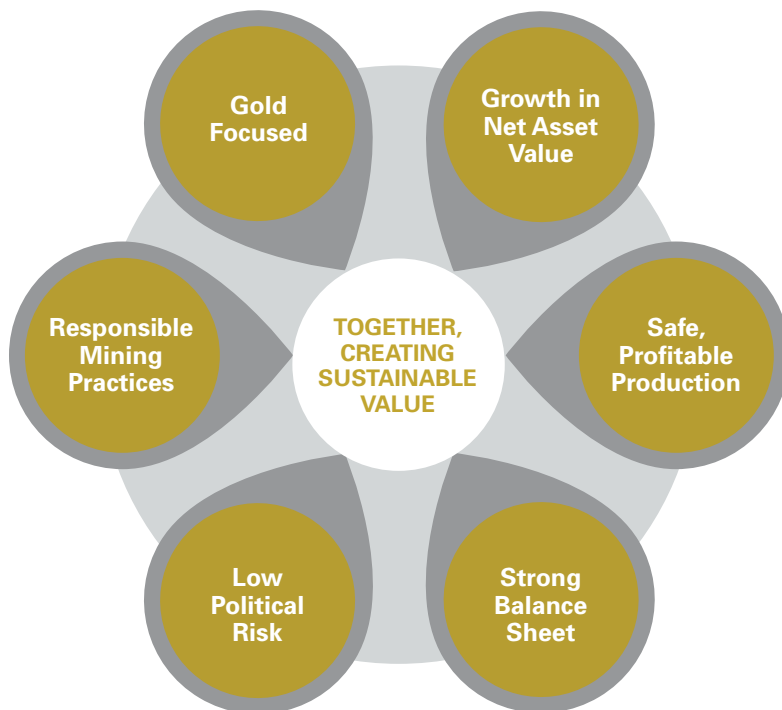 Gold
Focused
Growth in
Net Asset
Value
Responsible
Mining
Practices
TOGETHER,
CREATING
SUSTAINABLE
VALUE
Safe,
Profitable
Production
Low
Political
Risk
Strong
Balance
Sheet